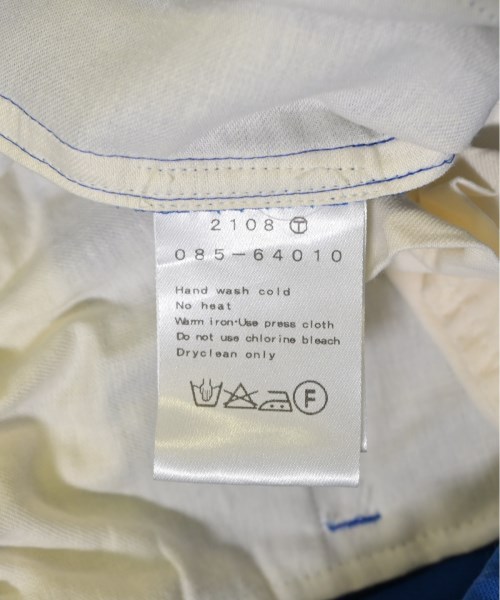 2108 Ⓣ
085-64010
Hand wash cold
No heat
Warm iron·Use press cloth
Do not use chlorine bleach
Dryclean only
F